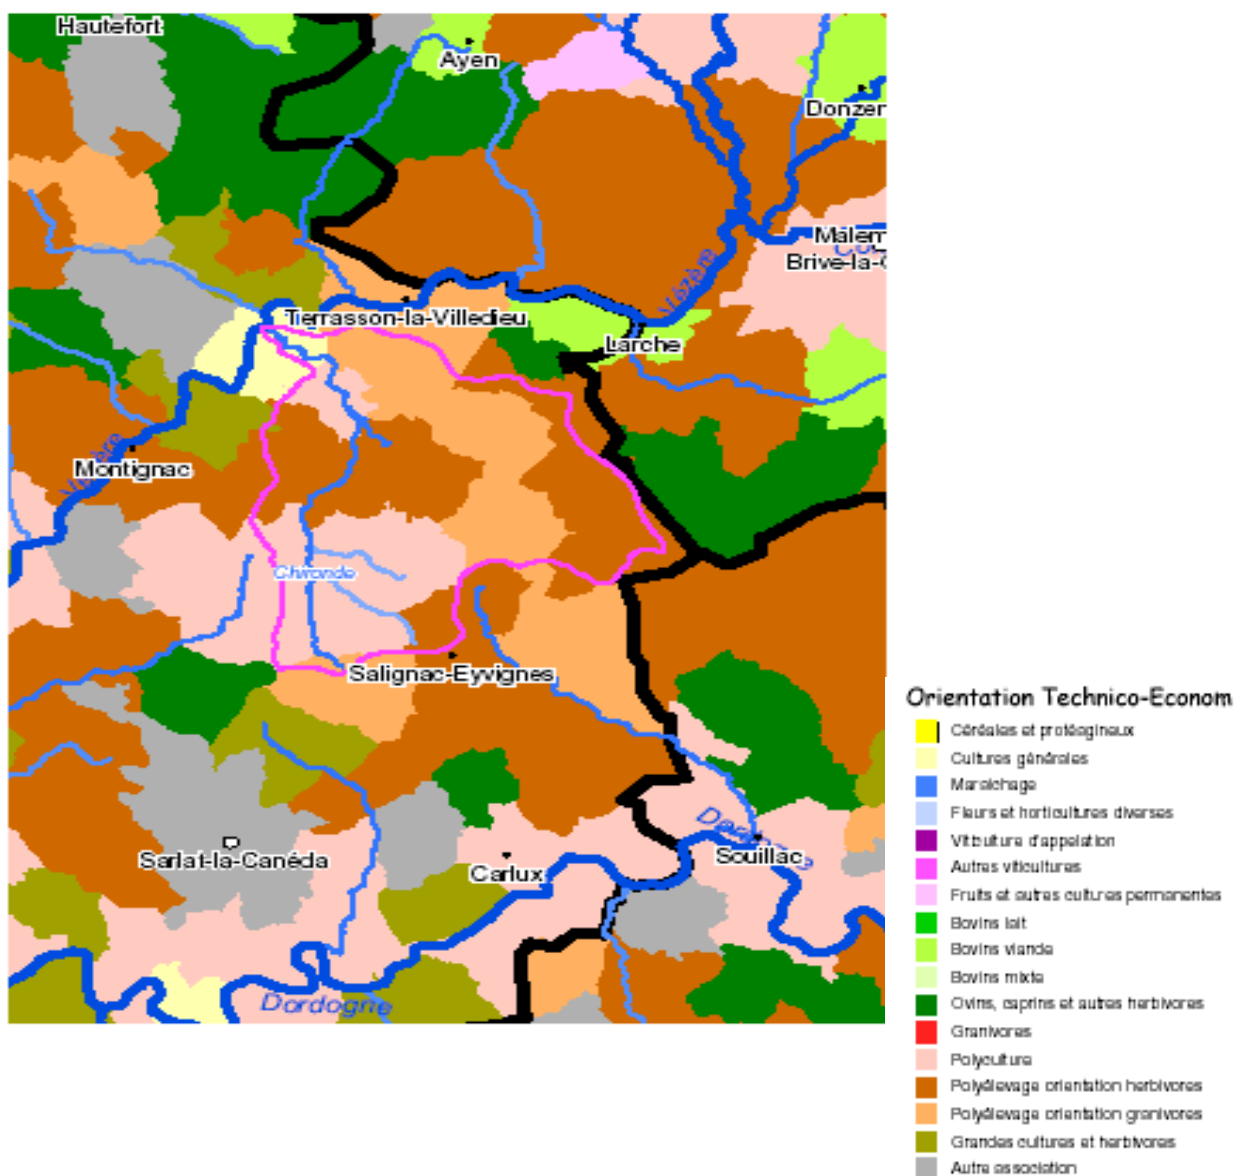 Hautefort
Ayen
Donzer
Malem
Brive-la-
Vézère
Terrasson-la-Villedieu
Larche
Vézère
Montignac
Chironde
Salignac-Eyvignes
Sarlat-la-Canéda
Carlux
Souillac
Dordogne
Orientation Technico-Econom
Céréales et protéagineux
Cultures générales
Maraichage
Fleurs et horticultures diverses
Viticulture d'appelation
Autres viticultures
Fruits et autres cultures permanentes
Bovins lait
Bovins viande
Bovins mixte
Ovins, caprins et autres herbivores
Granivores
Polyculture
Polyélevage orientation herbivores
Polyélevage orientation granivores
Grandes cultures et herbivores
Autre association